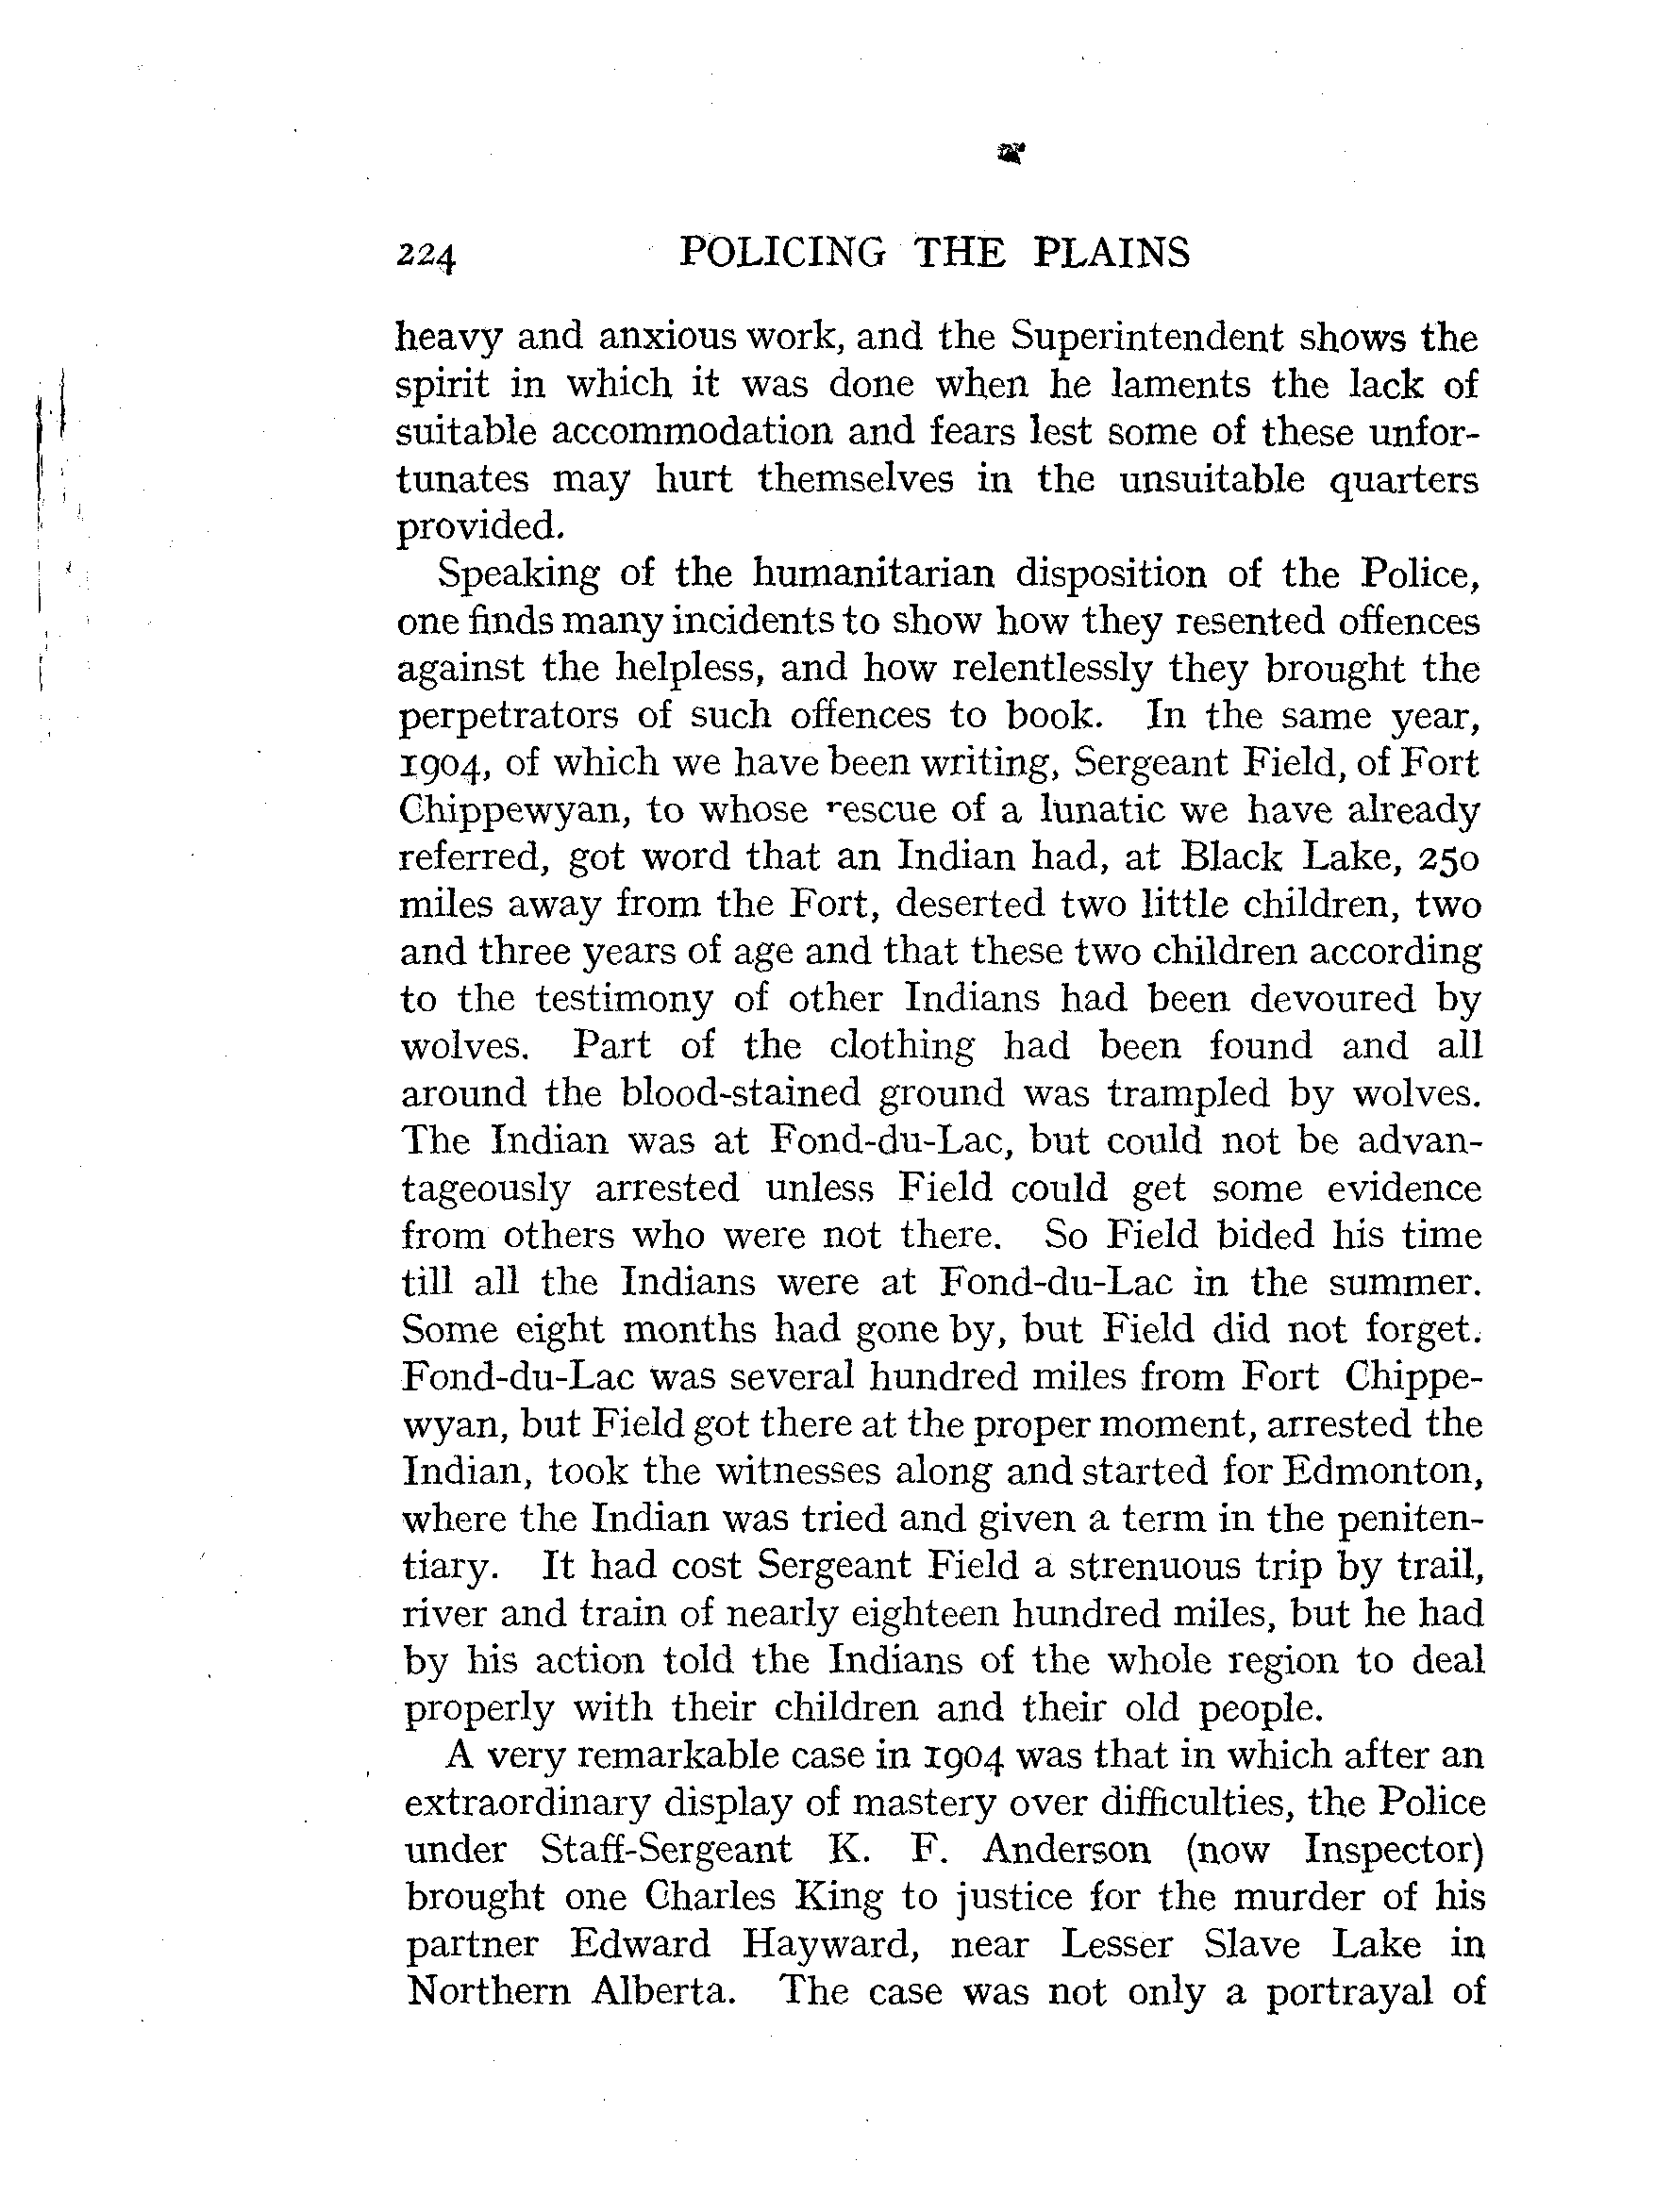 224 POLICING THE PLAINS
heavy and anxious work, and the Superintendent shows the
spirit in which it was done when he laments the lack of
suitable accommodation and fears lest some of these unfor-
tunates may hurt themselves in the unsuitable quarters
provided.
Speaking of the humanitarian disposition of the Police,
one finds many incidents to show how they resented offences
against the helpless, and how relentlessly they brought the
perpetrators of such offences to book. In the same year,
1904, of which we have been writing, Sergeant Field, of Fort
Chippewyan, to whose rescue of a lunatic we have already
referred, got word that an Indian had, at Black Lake, 250
miles away from the Fort, deserted two little children, two
and three years of age and that these two children according
to the testimony of other Indians had been devoured by
wolves. Part of the clothing had been found and all
around the blood-stained ground was trampled by wolves.
The Indian was at Fond-du-Lac, but could not be advan-
tageously arrested unless Field could get some evidence
from others who were not there. So Field bided his time
till all the Indians were at Fond-du-Lac in the summer.
Some eight months had gone by, but Field did not forget.
Fond-du-Lac was several hundred miles from Fort Chippe-
wyan, but Field got there at the proper moment, arrested the
Indian, took the witnesses along and started for Edmonton,
where the Indian was tried and given a term in the peniten-
tiary. It had cost Sergeant Field a strenuous trip by trail,
river and train of nearly eighteen hundred miles, but he had
by his action told the Indians of the whole region to deal
properly with their children and their old people.
A very remarkable case in 1904 was that in which after an
extraordinary display of mastery over difficulties, the Police
under Staff-Sergeant K. F. Anderson (now Inspector)
brought one Charles King to justice for the murder of his
partner Edward Hayward, near Lesser Slave Lake in
Northern Alberta. The case was not only a portrayal of